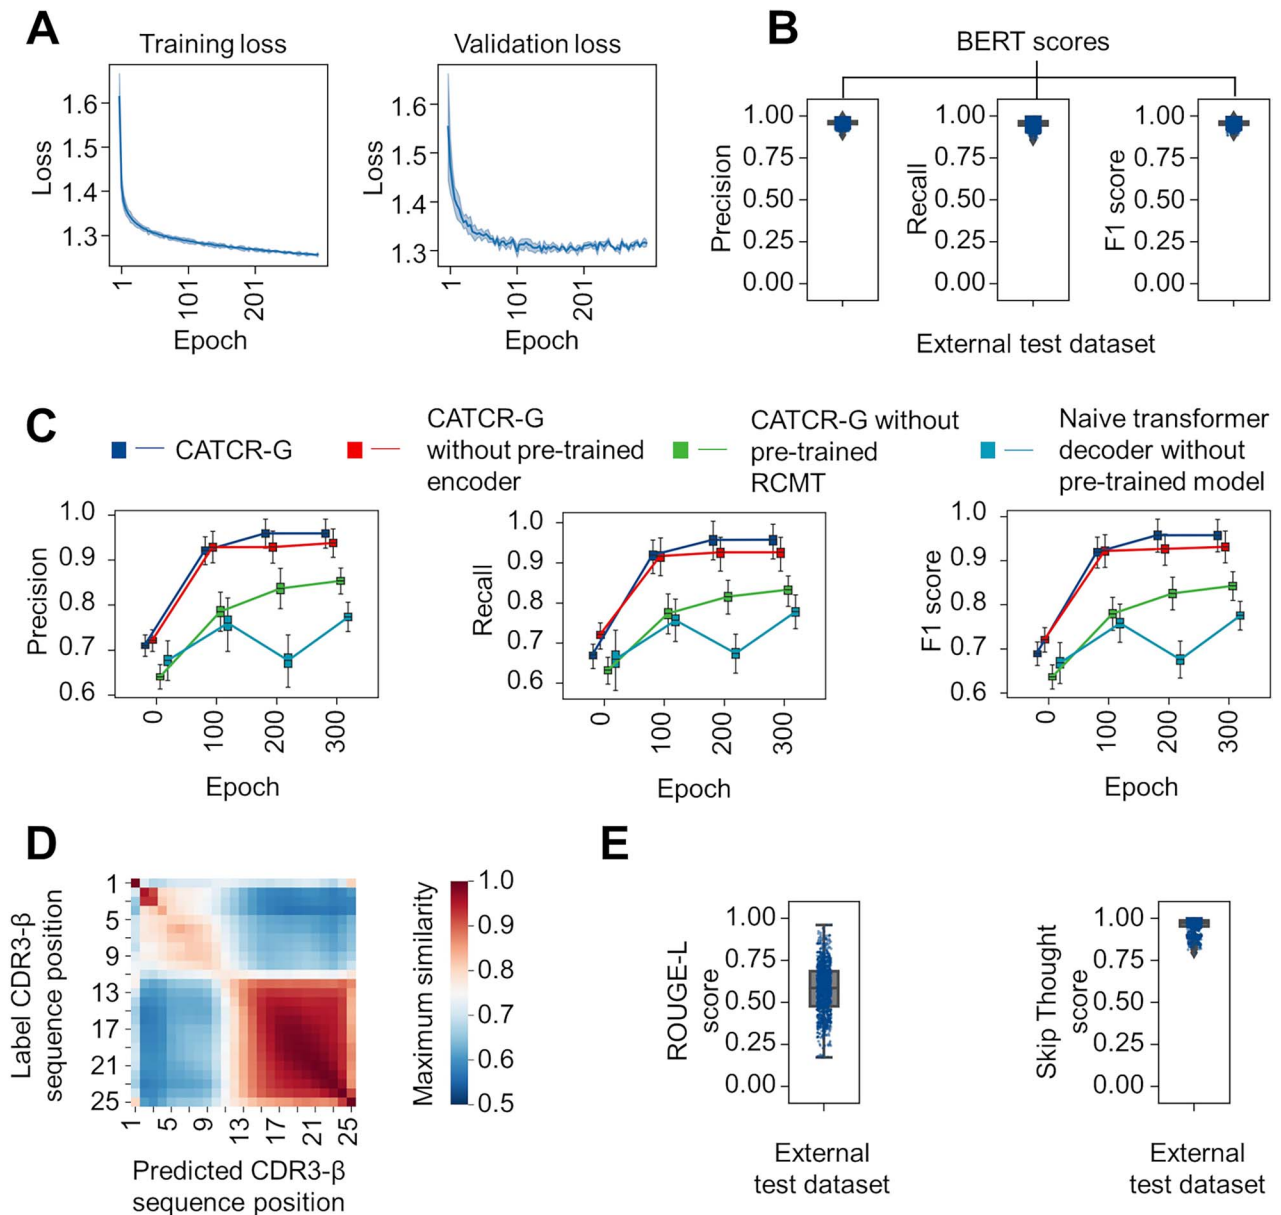 A
Training loss
Loss
1.6
1.5
1.4
1.3
1
101
201
Epoch
Validation loss
Loss
1.6
1.5
1.4
1.3
1
101
201
Epoch
B
BERT scores
Precision
1.00
0.75
0.50
0.25
0.00
Recall
1.00
0.75
0.50
0.25
0.00
F1 score
1.00
0.75
0.50
0.25
0.00
External test dataset
C
CATCR-G
CATCR-G
without pre-trained
encoder
CATCR-G without
pre-trained
RCMT
Naive transformer
decoder without
pre-trained model
Precision
1.0
0.9
0.8
0.7
0.6
0
100
200
300
Epoch
Recall
1.0
0.9
0.8
0.7
0.6
0
100
200
300
Epoch
F1 score
1.0
0.9
0.8
0.7
0.6
0
100
200
300
Epoch
D
Label CDR3-β
sequence position
1
5
9
13
17
21
25
1
5
9
13
17
21
25
Predicted CDR3-β
sequence position
Maximum similarity
1.0
0.9
0.8
0.7
0.6
0.5
E
ROUGE-L
score
1.00
0.75
0.50
0.25
0.00
External
test dataset
Skip Thought
score
1.00
0.75
0.50
0.25
0.00
External
test dataset